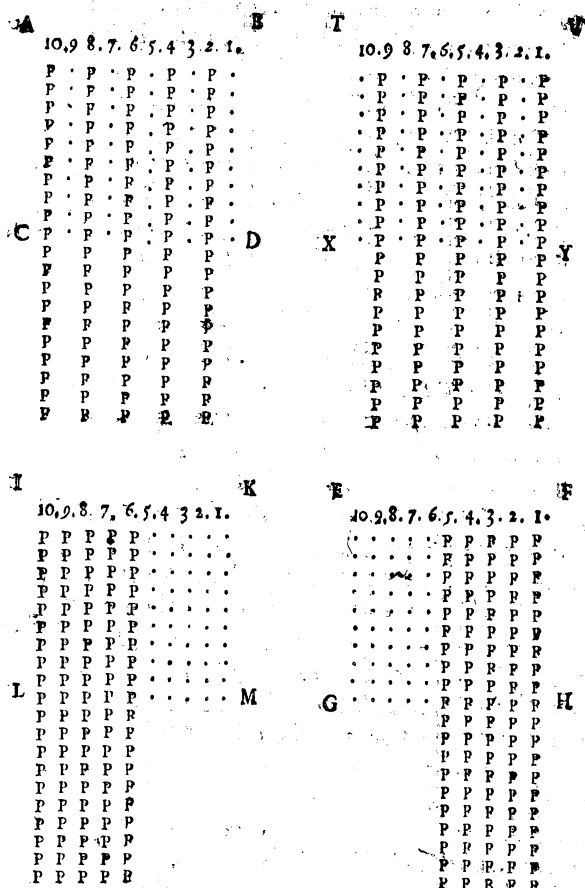 A B
10.9 8.7.6.5.4 3.2.1.
P . P . P . P . P .
P . P . P . P . P .
P . P . P . P . P .
P . P . P . P . P .
P . P . P . P . P .
P . P . P . P . P .
P . P . P . P . P .
P . P . P . P . P .
P . P . P . P . P .
C P . P . P . P . P . D
P P P P P
P P P P P
P P P P P
P P P P P
P P P P P
P P P P P
P P P P P
P P P P P
P P P P P
P P P P P
T V
10.9 8 7.6.5.4.3.2.1.
. P . P . P . P . P
. P . P . P . P . P
. P . P . P . P . P
. P . P . P . P . P
. P . P . P . P . P
. P . P . P . P . P
. P . P . P . P . P
. P . P . P . P . P
. P . P . P . P . P
X . P . P . P . P . P Y
P P P P P
P P P P P
P P P P P
P P P P P
P P P P P
P P P P P
P P P P P
P P P P P
P P P P P
P P P P P
I K
10.9.8.7.6.5.4 3 2.1.
P P P P P . . . . .
P P P P P . . . . .
P P P P P . . . . .
P P P P P . . . . .
P P P P P . . . . .
P P P P P . . . . .
P P P P P . . . . .
P P P P P . . . . .
P P P P P . . . . .
L P P P P P . . . . . M
P P P P P
P P P P P
P P P P P
P P P P P
P P P P P
P P P P P
P P P P P
P P P P P
P P P P P
P P P P P
E F
10.9.8.7.6.5.4.3.2.1.
. . . . . P P P P P
. . . . . P P P P P
. . . . . P P P P P
. . . . . P P P P P
. . . . . P P P P P
. . . . . P P P P P
. . . . . P P P P P
. . . . . P P P P P
. . . . . P P P P P
G . . . . . P P P P P H
P P P P P
P P P P P
P P P P P
P P P P P
P P P P P
P P P P P
P P P P P
P P P P P
P P P P P
P P P P P